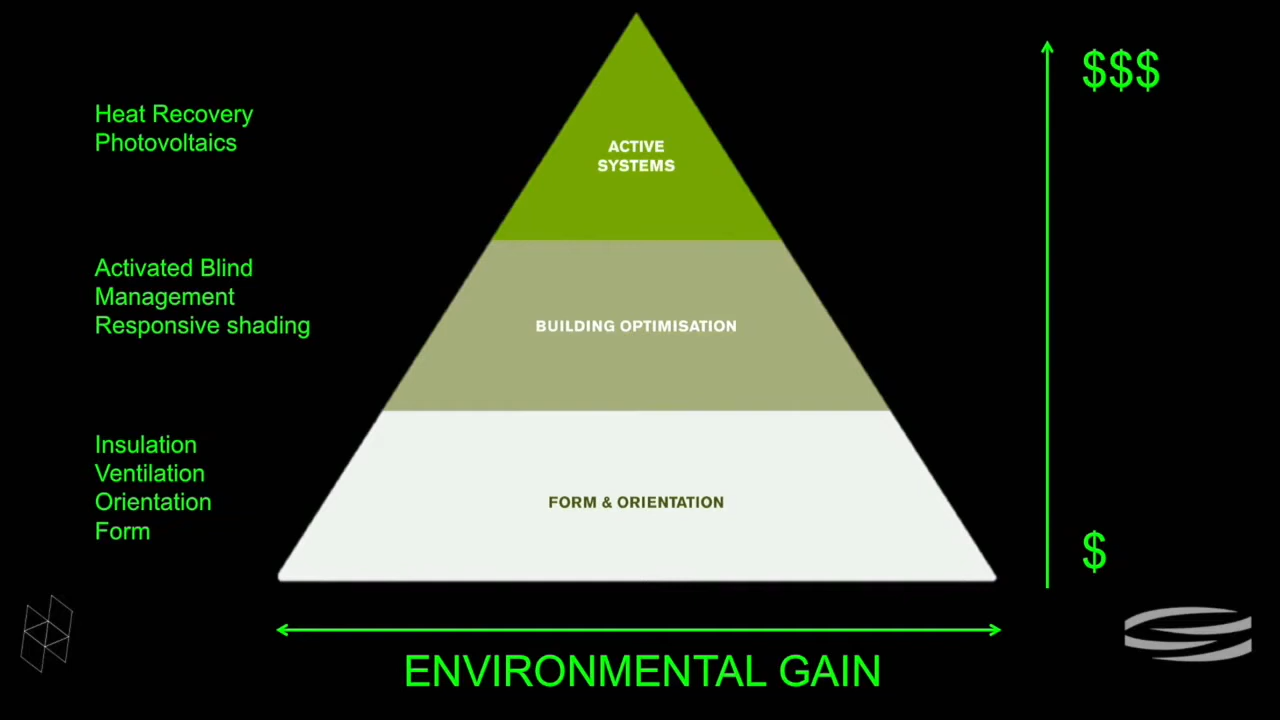 $$$
Heat Recovery
Photovoltaics
ACTIVE
SYSTEMS
Activated Blind
Management
Responsive shading
BUILDING OPTIMISATION
Insulation
Ventilation
Orientation
Form
FORM & ORIENTATION
$
ENVIRONMENTAL GAIN